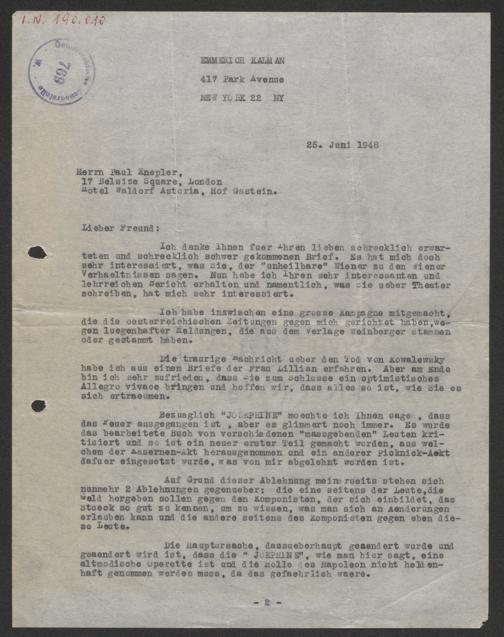 I.N. 190.810
769
W.
EMMERICH KALMAN
417 Park Avenue
NEW YORK 22 NY
25. Juni 1948
Herrn Paul Knepler,
17 Belsize Square, London
Hotel Waldorf Astoria, Hof Gastein.
Lieber Freund:
Ich danke Ihnen fuer Ihren lieben schrecklich erwar-
teten und schrecklich schwer gekommenen Brief. Es hat mich doch
sehr interessiert, was Sie, der "unheilbare" Wiener zu den Wiener
Verhaeltnissen sagen. Nun habe ich Ihren sehr interessanten und
lehrreichen Bericht erhalten und namentlich, was Sie ueber Theater
schreiben, hat mich sehr interessiert.
Ich habe inzwischen eine grosse Kampagne mitgemacht,
die die oesterreichischen Zeitungen gegen mich gerichtet haben,we-
gen luegenhafter Meldungen, die aus dem Verlage Weinberger stammen
oder gestammt haben.
Die traurige Nachricht ueber den Tod von Kowalewsky
habe ich aus einem Briefe der Frau Lillian erfahren. Aber am Ende
bin ich sehr zufrieden, dass Sie zum Schlusse ein optimistisches
Allegro vivace bringen und hoffen wir, dass alles so ist, wie Sie es
sich ertraeumen.
Bezueglich "JOSEPHINE" moechte ich Ihnen sage , dass
das Feuer ausgegangen ist , aber es glimmert noch immer. Es wurde
das bearbeitete Buch von verschiedenen "massgebenden" Leuten kri-
tisiert und so ist ein neuer erster Teil gemacht worden, aus wel-
chem der Kasernen-Akt herausgenommen und ein anderer Picknick-Aekt
dafuer eingesetzt wurde, was von mir abgelehnt worden ist.
Auf Grund dieser Ablehnung meinerseits stehen sich
nunmehr 2 Ablehnungen gegenueber: die eine seitens der Leute,die
Geld hergeben sollen gegen den Komponisten, der sich einbildet, das
Stueck so gut zu kennen, um zu wissen, was man sich an Aenderungen
erlauben kann und die andere seitens des Komponisten gegen eben die-
se Leute.
Die Hauptursache, dassueberhaupt geaendert wurde und
geaendert wird ist, dass die " JOSEPHINE", wie man hier sagt, eine
altmodische Operette ist und die Rolle des Napoleon nicht helden-
haft genommen werden muss, da das gefaehrlich waere.
- 2 -